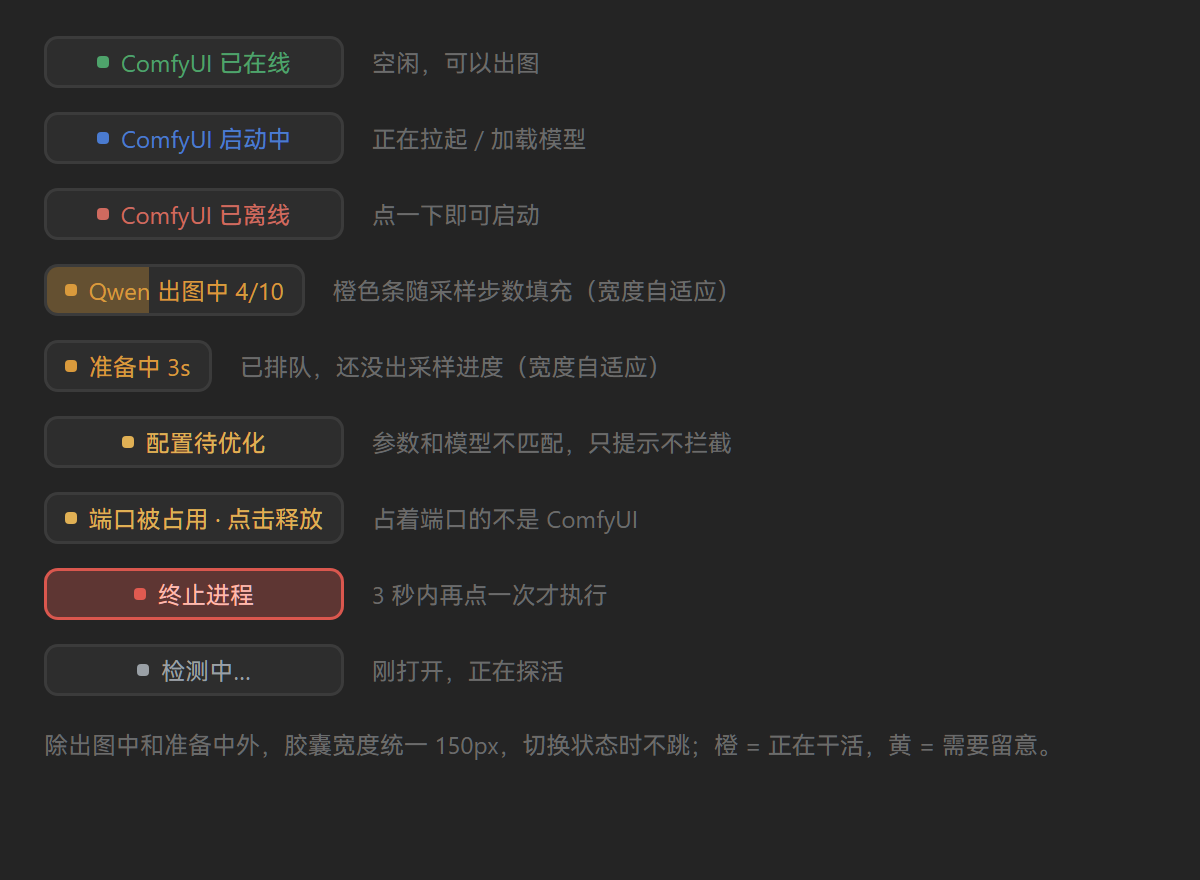 ComfyUI 已在线 空闲，可以出图
ComfyUI 启动中 正在拉起 / 加载模型
ComfyUI 已离线 点一下即可启动
Qwen 出图中 4/10 橙色条随采样步数填充（宽度自适应）
准备中 3s 已排队，还没出采样进度（宽度自适应）
配置待优化 参数和模型不匹配，只提示不拦截
端口被占用 · 点击释放 占着端口的不是 ComfyUI
终止进程 3 秒内再点一次才执行
检测中... 刚打开，正在探活
除出图中和准备中外，胶囊宽度统一 150px，切换状态时不跳；橙 = 正在干活，黄 = 需要留意。